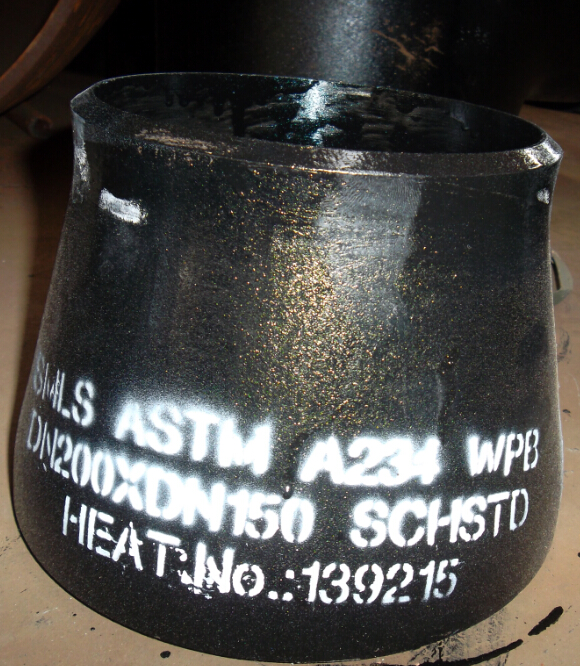 SMLS ASTM A234 WPB
DN200XDN150 SCHSTD
HEAT.No.:139215